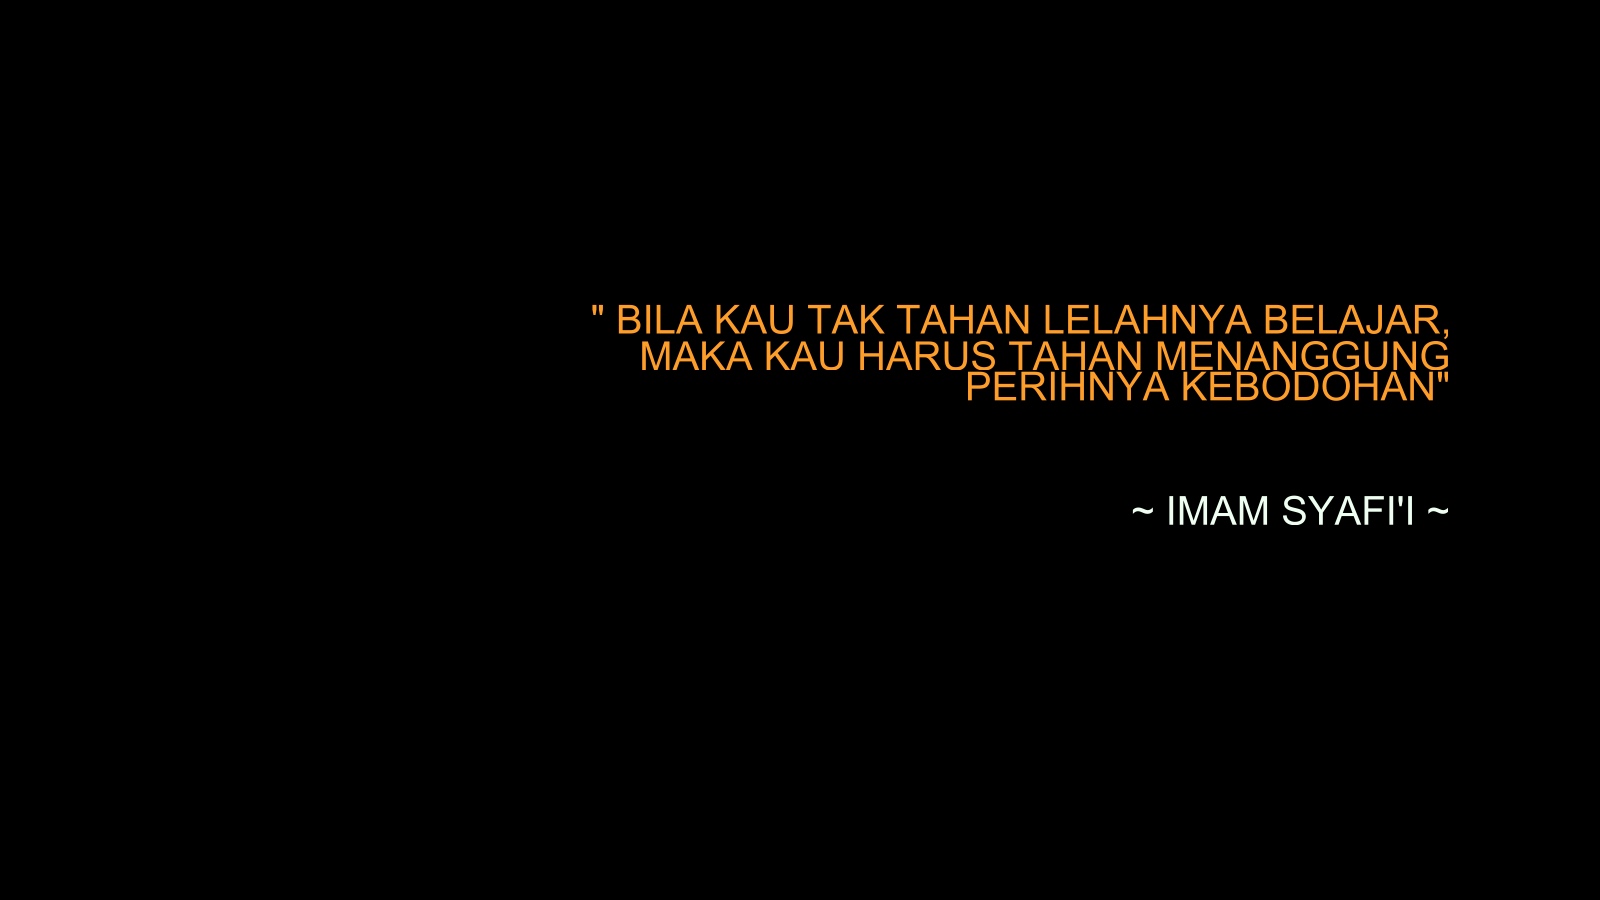 " BILA KAU TAK TAHAN LELAHNYA BELAJAR,
MAKA KAU HARUS TAHAN MENANGGUNG
PERIHNYA KEBODOHAN"
~ IMAM SYAFI'I ~